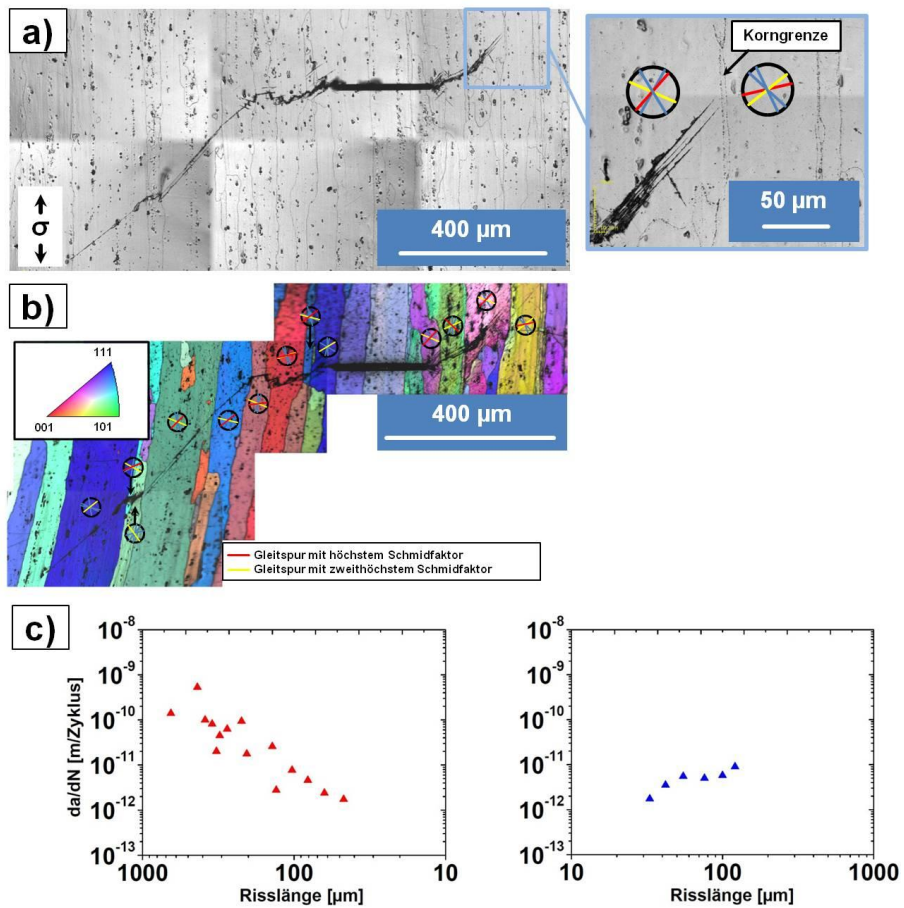 a)
σ
400 µm
Korngrenze
50 µm
b)
111
001
101
400 µm
Gleitspur mit höchstem Schmidfaktor
Gleitspur mit zweithöchstem Schmidfaktor
c)
da/dN [m/Zyklus]
10⁻⁸
10⁻⁹
10⁻¹⁰
10⁻¹¹
10⁻¹²
10⁻¹³
1000
100
10
Risslänge [µm]
10⁻⁸
10⁻⁹
10⁻¹⁰
10⁻¹¹
10⁻¹²
10⁻¹³
10
100
1000
Risslänge [µm]